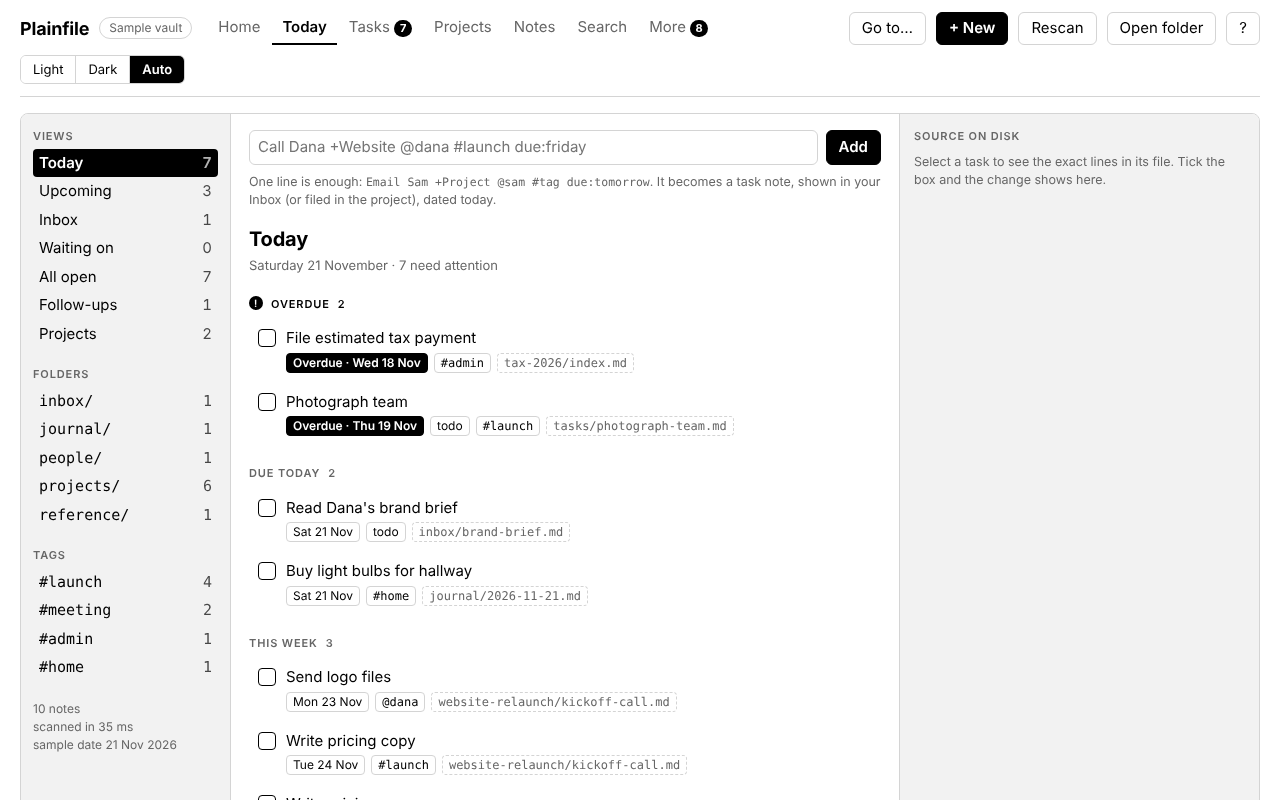 Plainfile Sample vault Home Today Tasks 7 Projects Notes Search More 8 Go to... + New Rescan Open folder ?
Light Dark Auto
VIEWS
Today 7
Upcoming 3
Inbox 1
Waiting on 0
All open 7
Follow-ups 1
Projects 2
FOLDERS
inbox/ 1
journal/ 1
people/ 1
projects/ 6
reference/ 1
TAGS
#launch 4
#meeting 2
#admin 1
#home 1
10 notes
scanned in 35 ms
sample date 21 Nov 2026
Call Dana +Website @dana #launch due:friday Add
One line is enough: Email Sam +Project @sam #tag due:tomorrow. It becomes a task note, shown in your
Inbox (or filed in the project), dated today.
Today
Saturday 21 November · 7 need attention
! OVERDUE 2
File estimated tax payment
Overdue · Wed 18 Nov #admin tax-2026/index.md
Photograph team
Overdue · Thu 19 Nov todo #launch tasks/photograph-team.md
DUE TODAY 2
Read Dana's brand brief
Sat 21 Nov todo inbox/brand-brief.md
Buy light bulbs for hallway
Sat 21 Nov #home journal/2026-11-21.md
THIS WEEK 3
Send logo files
Mon 23 Nov @dana website-relaunch/kickoff-call.md
Write pricing copy
Tue 24 Nov #launch website-relaunch/kickoff-call.md
SOURCE ON DISK
Select a task to see the exact lines in its file. Tick the
box and the change shows here.